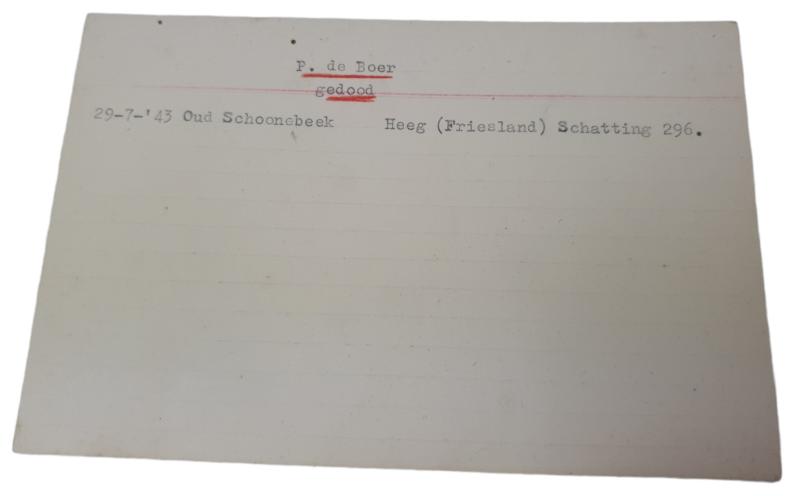 P. de Boer
gedood
29-7-'43 Oud Schoonebeek Heeg (Friesland) Schatting 296.